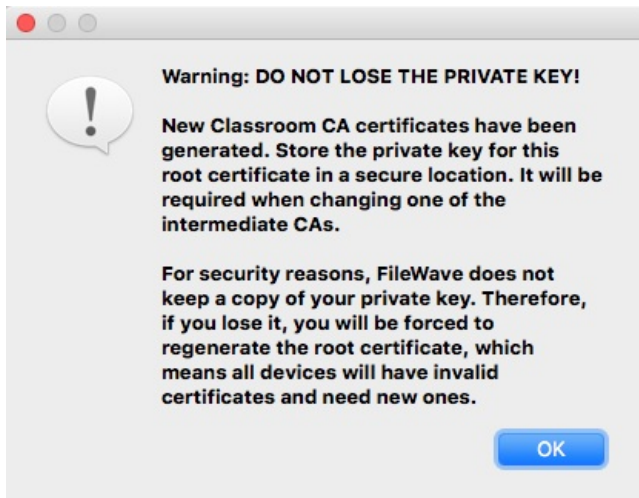 Warning: DO NOT LOSE THE PRIVATE KEY!
New Classroom CA certificates have been
generated. Store the private key for this
root certificate in a secure location. It will be
required when changing one of the
intermediate CAs.
For security reasons, FileWave does not
keep a copy of your private key. Therefore,
if you lose it, you will be forced to
regenerate the root certificate, which
means all devices will have invalid
certificates and need new ones.
OK